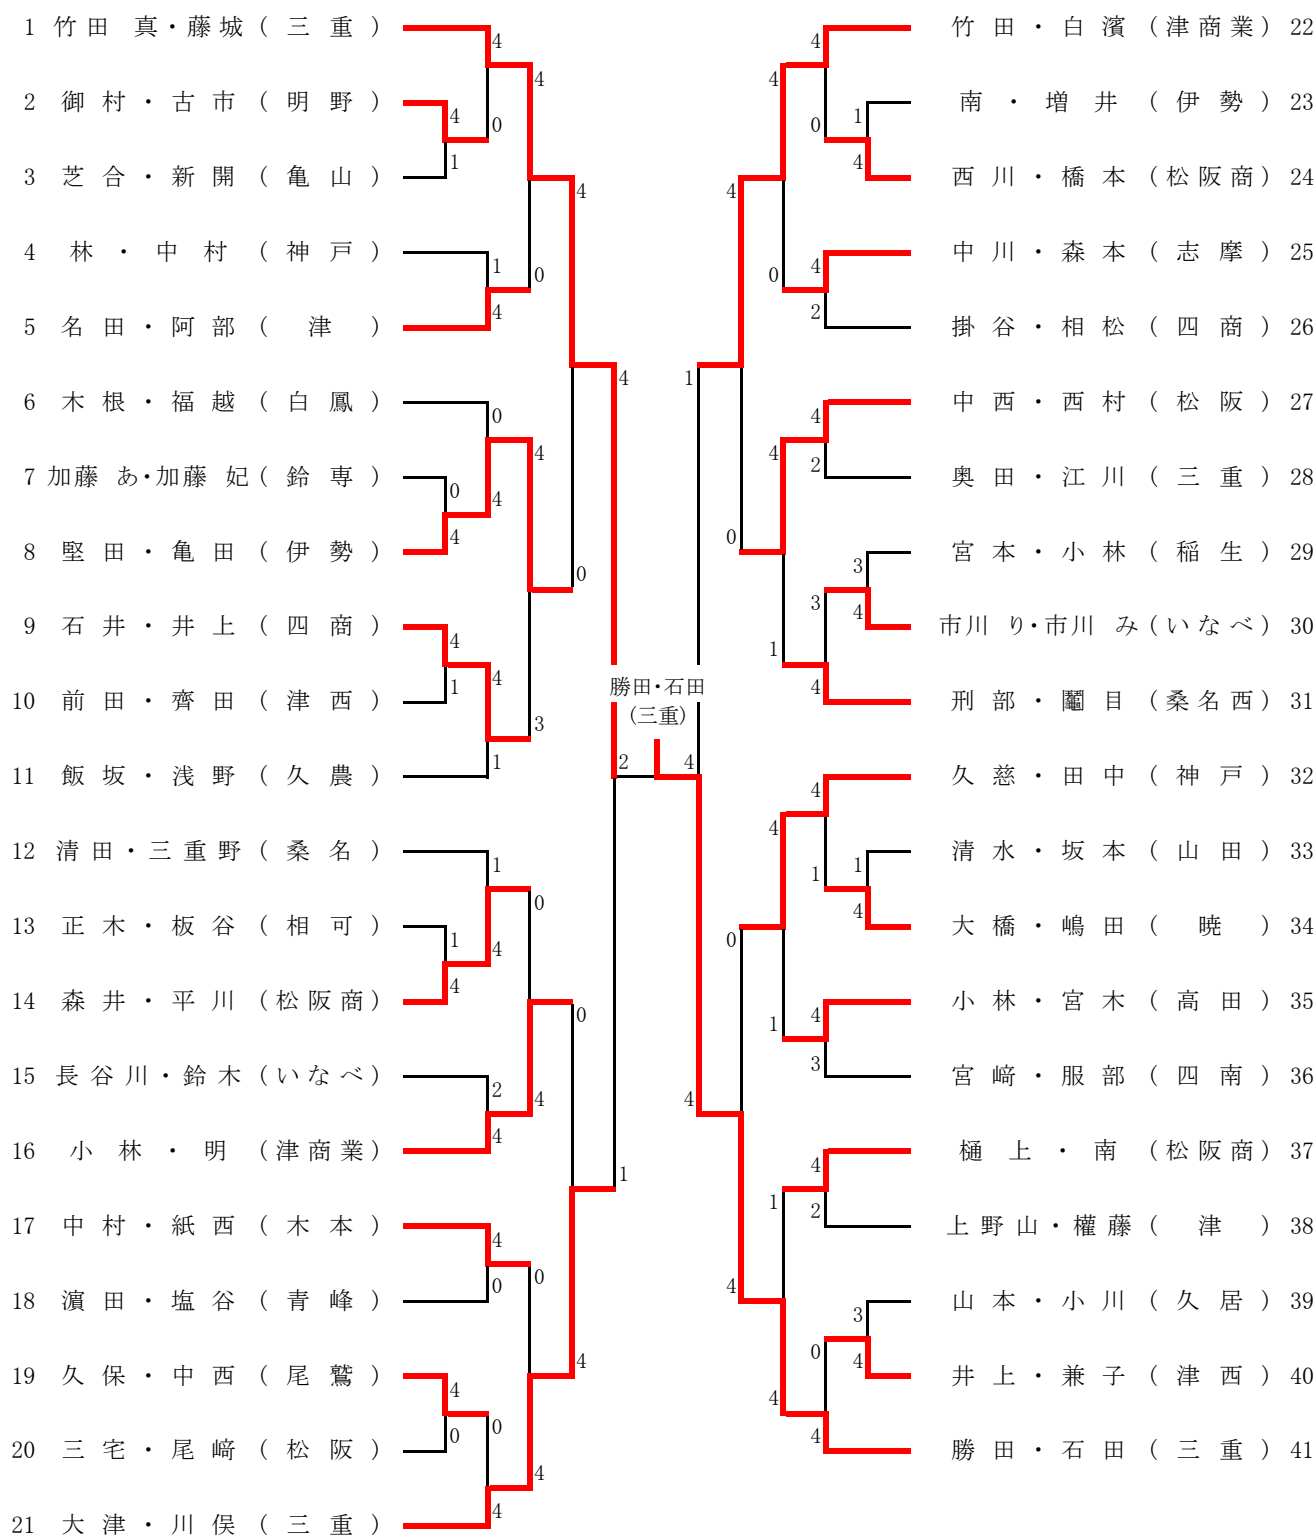 1 竹田 真・藤城 ( 三重 )
2 御村・古市 ( 明野 )
3 芝合・新開 ( 亀山 )
4 林・中村 ( 神戸 )
5 名田・阿部 ( 津 )
6 木根・福越 ( 白鳳 )
7 加藤 あ・加藤 妃 ( 鈴専 )
8 堅田・亀田 ( 伊勢 )
9 石井・井上 ( 四商 )
10 前田・齊田 ( 津西 )
11 飯坂・浅野 ( 久農 )
12 清田・三重野 ( 桑名 )
13 正木・板谷 ( 相可 )
14 森井・平川 (松阪商)
15 長谷川・鈴木 (いなべ)
16 小林・明 (津商業)
17 中村・紙西 ( 木本 )
18 濵田・塩谷 ( 青峰 )
19 久保・中西 ( 尾鷲 )
20 三宅・尾﨑 ( 松阪 )
21 大津・川俣 ( 三重 )
4
0
4
1
4
1
4
0
4
0
4
0
4
4
0
4
1
4
1
3
0
4
1
4
1
4
0
2
4
4
0
4
0
0
4
0
0
4
4
4
1
2
勝田・石田
(三重)
4
1
4
竹田・白濱 (津商業) 22
南・増井 ( 伊勢 ) 23
西川・橋本 (松阪商) 24
中川・森本 ( 志摩 ) 25
掛谷・相松 ( 四商 ) 26
中西・西村 ( 松阪 ) 27
奥田・江川 ( 三重 ) 28
宮本・小林 ( 稲生 ) 29
市川 り・市川 み (いなべ) 30
刑部・鬮目 (桑名西) 31
久慈・田中 ( 神戸 ) 32
清水・坂本 ( 山田 ) 33
大橋・嶋田 ( 暁 ) 34
小林・宮木 ( 高田 ) 35
宮﨑・服部 ( 四南 ) 36
樋上・南 (松阪商) 37
上野山・權藤 ( 津 ) 38
山本・小川 ( 久居 ) 39
井上・兼子 ( 津西 ) 40
勝田・石田 ( 三重 ) 41
4
4
0
1
4
4
0
4
2
4
4
2
0
3
3
4
1
4
4
4
1
1
4
0
4
1
3
4
1
2
4
3
0
4
4
4